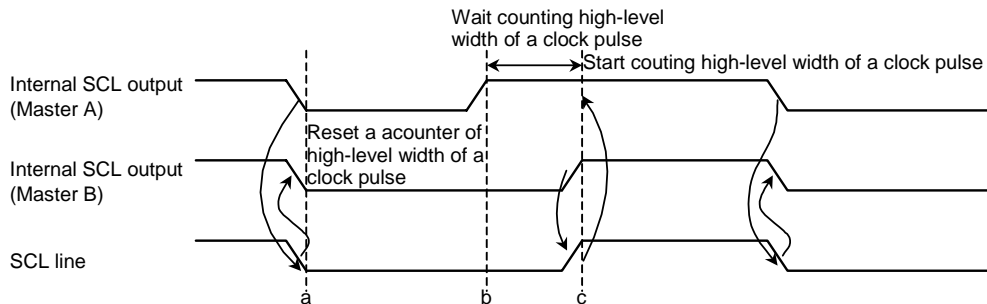 Wait counting high-level
width of a clock pulse
Start couting high-level width of a clock pulse
Internal SCL output
(Master A)
Reset a acounter of
high-level width of a
clock pulse
Internal SCL output
(Master B)
SCL line
a
b
c